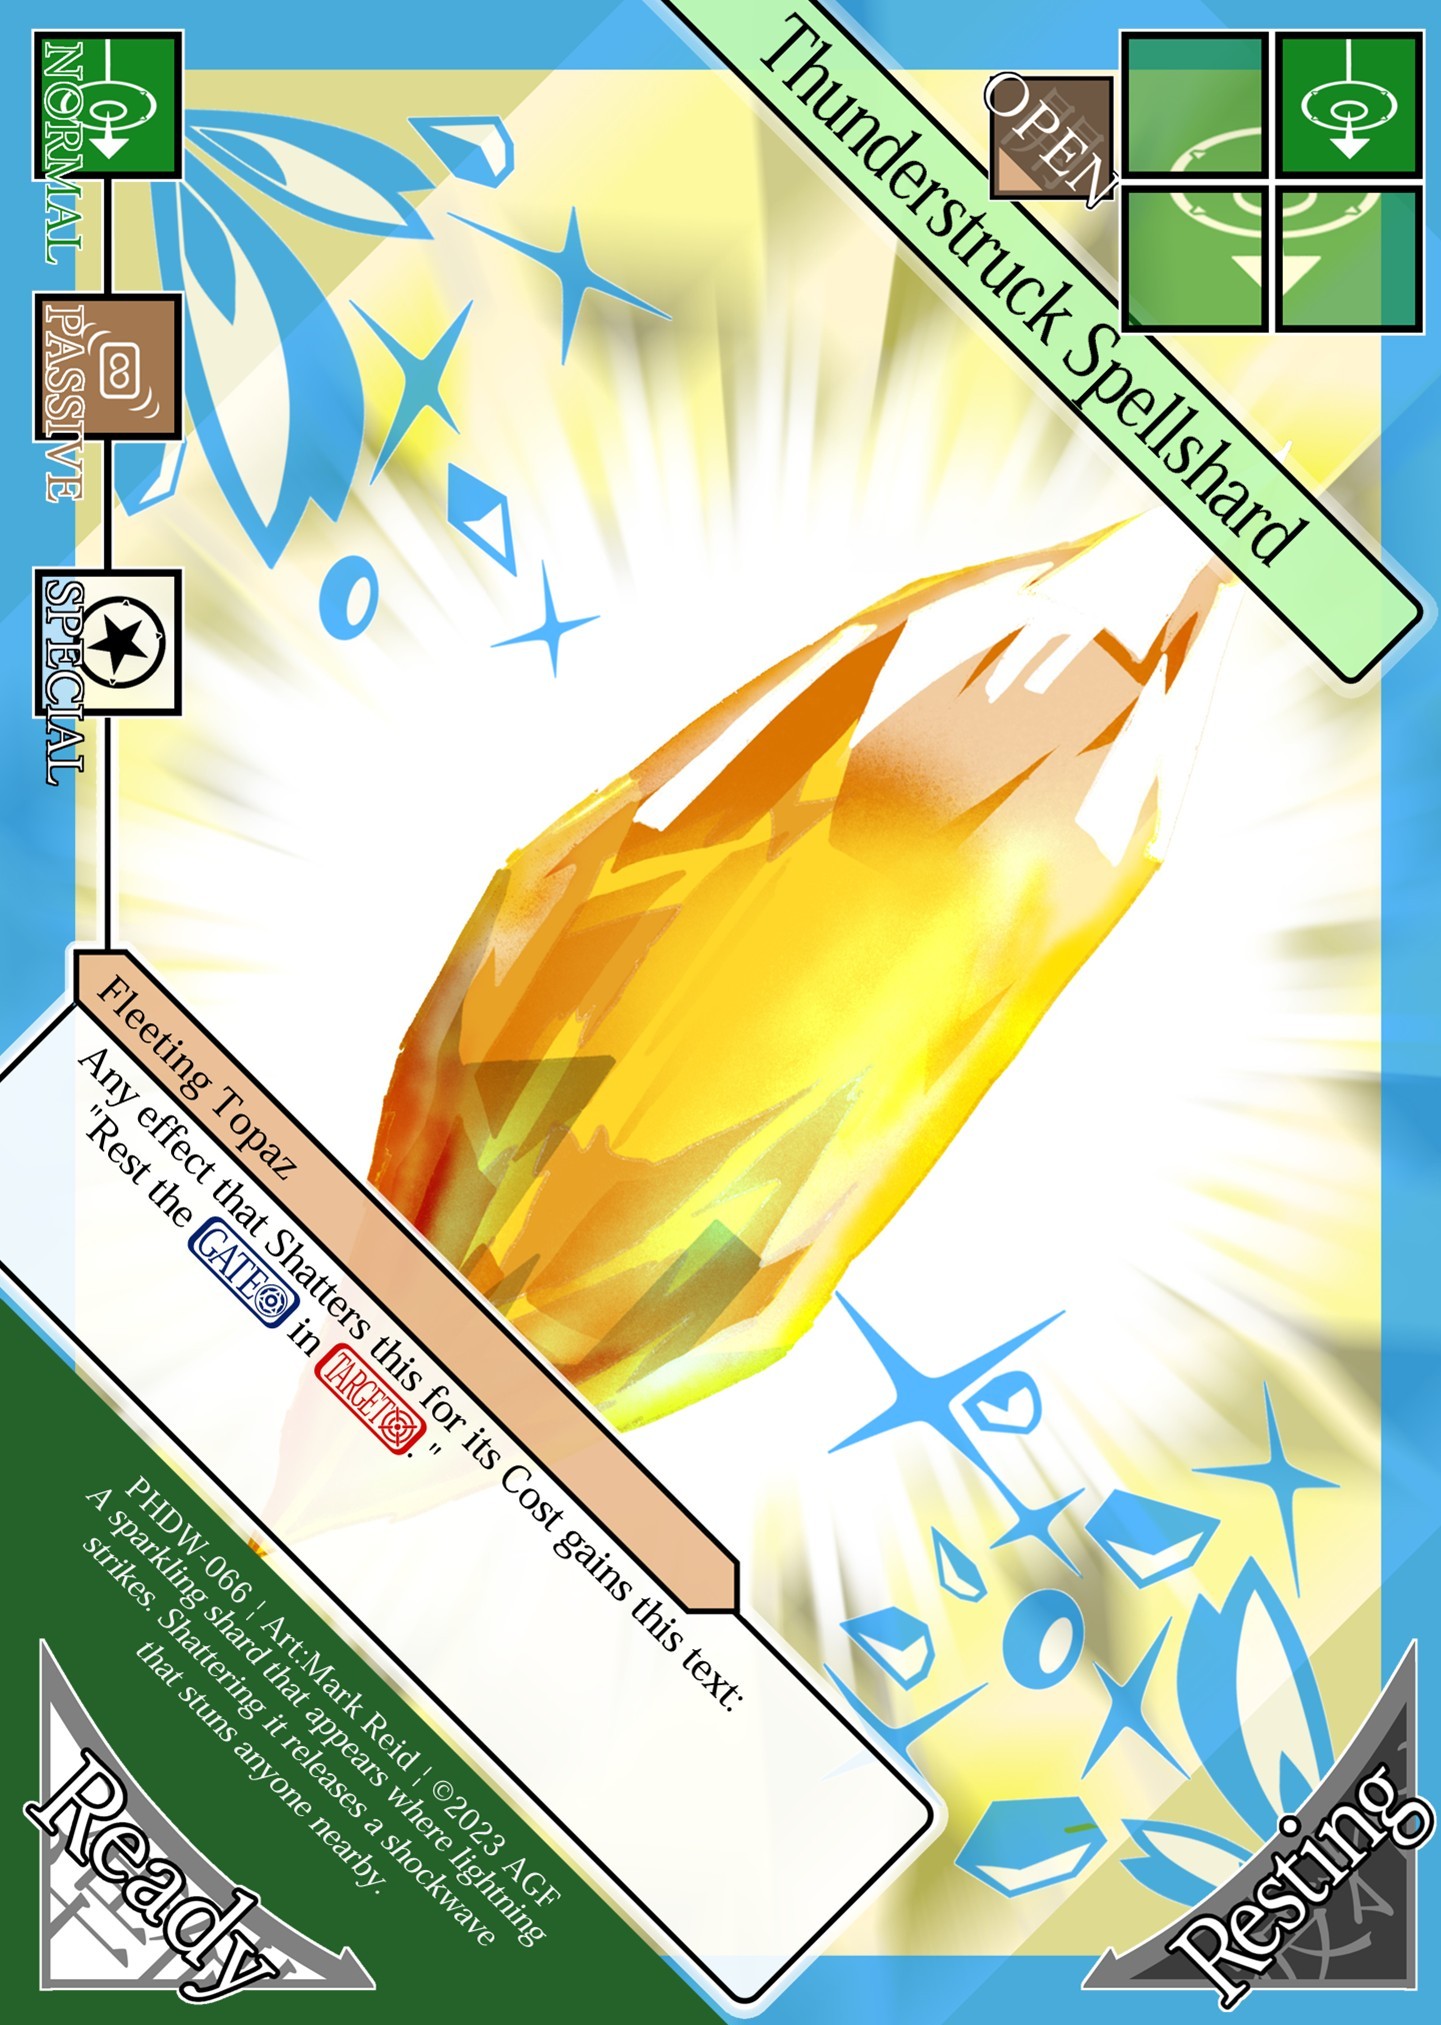 Thunderstruck Spellshard
OPEN
NORMAL
PASSIVE
SPECIAL
Fleeting Topaz
Any effect that Shatters this for its Cost gains this text:
"Rest the GATE in TARGET. "
PHDW-066 ¦ Art:Mark Reid ¦ ©2023 AGF
A sparkling shard that appears where lightning
strikes. Shattering it releases a shockwave
that stuns anyone nearby.
Ready
Resting